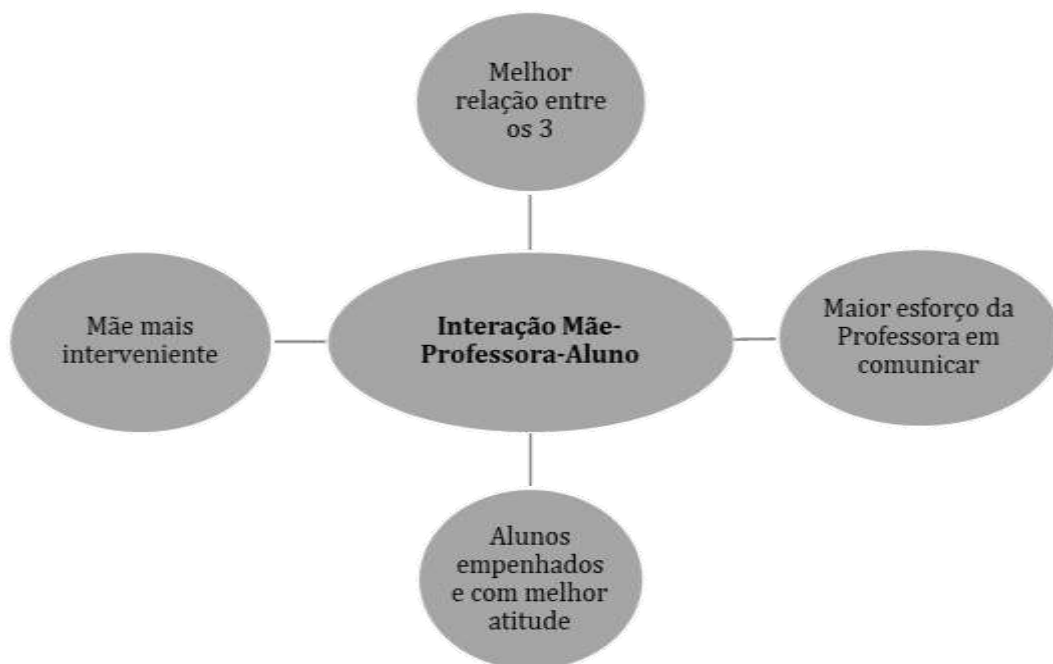 Melhor
relação entre
os 3
Mãe mais
interveniente
Interação Mãe-
Professora-Aluno
Maior esforço da
Professora em
comunicar
Alunos
empenhados
e com melhor
atitude